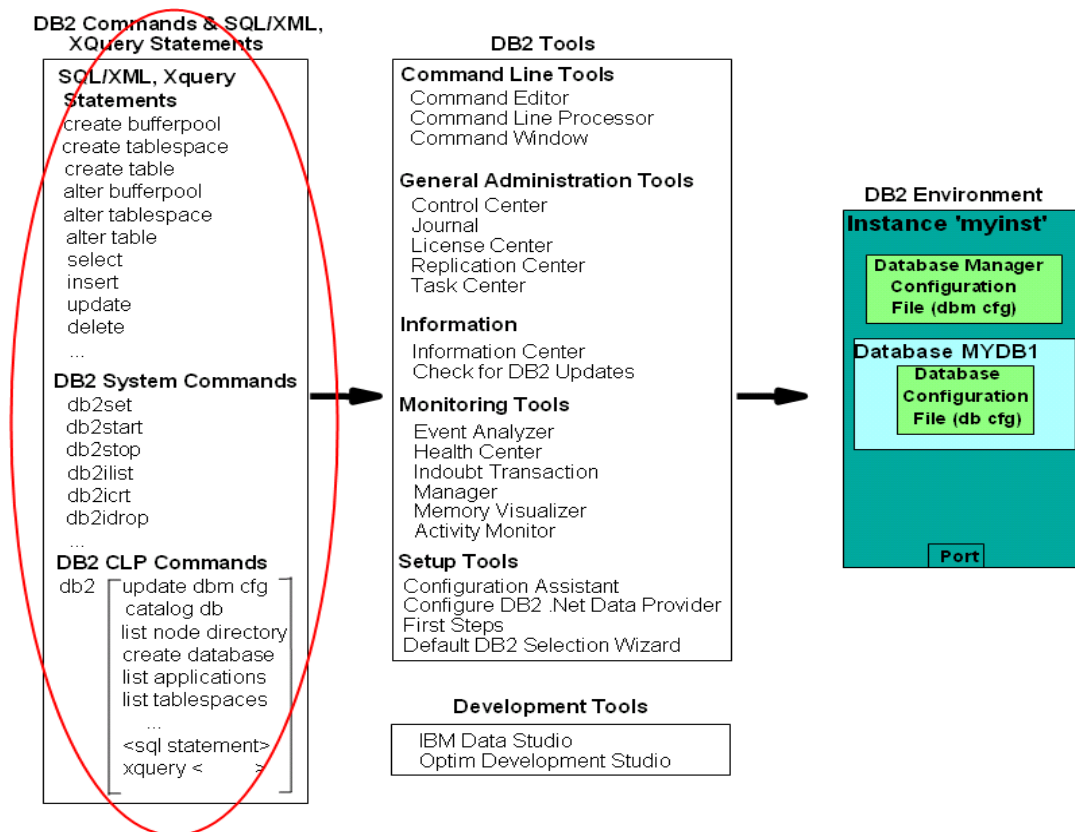 DB2 Commands & SQL/XML,
XQuery Statements
SQL/XML, Xquery
Statements
create bufferpool
create tablespace
create table
alter bufferpool
alter tablespace
alter table
select
insert
update
delete
...
DB2 System Commands
db2set
db2start
db2stop
db2ilist
db2icrt
db2idrop
...
DB2 CLP Commands
db2
update dbm cfg
catalog db
list node directory
create database
list applications
list tablespaces
...
<sql statement>
xquery < >
DB2 Tools
Command Line Tools
Command Editor
Command Line Processor
Command Window
General Administration Tools
Control Center
Journal
License Center
Replication Center
Task Center
Information
Information Center
Check for DB2 Updates
Monitoring Tools
Event Analyzer
Health Center
Indoubt Transaction
Manager
Memory Visualizer
Activity Monitor
Setup Tools
Configuration Assistant
Configure DB2 .Net Data Provider
First Steps
Default DB2 Selection Wizard
Development Tools
IBM Data Studio
Optim Development Studio
DB2 Environment
Instance 'myinst'
Database Manager
Configuration
File (dbm cfg)
Database MYDB1
Database
Configuration
File (db cfg)
Port